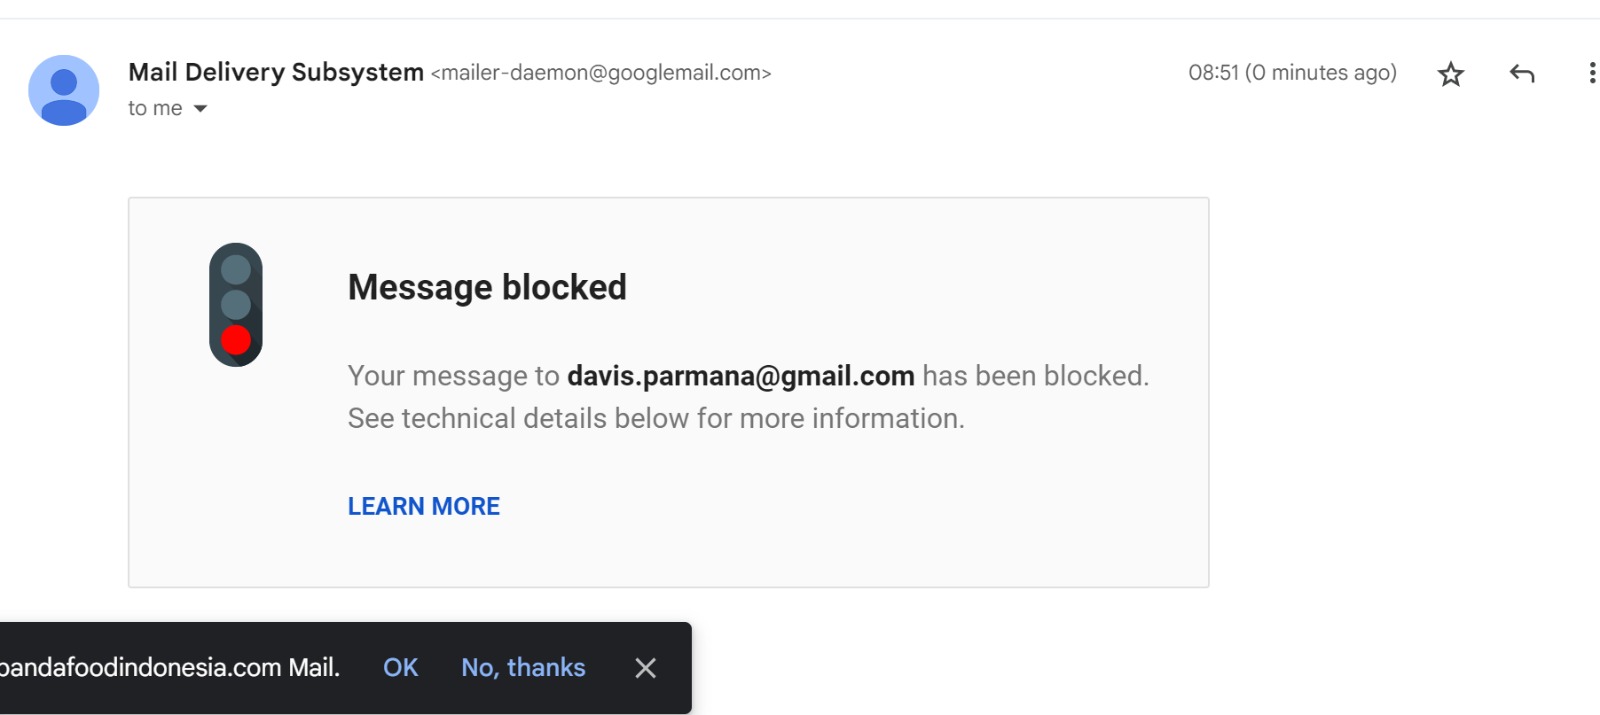 Mail Delivery Subsystem <mailer-daemon@googlemail.com>
08:51 (0 minutes ago)
to me
Message blocked
Your message to davis.parmana@gmail.com has been blocked.
See technical details below for more information.
LEARN MORE
pandafoodindonesia.com Mail. OK No, thanks